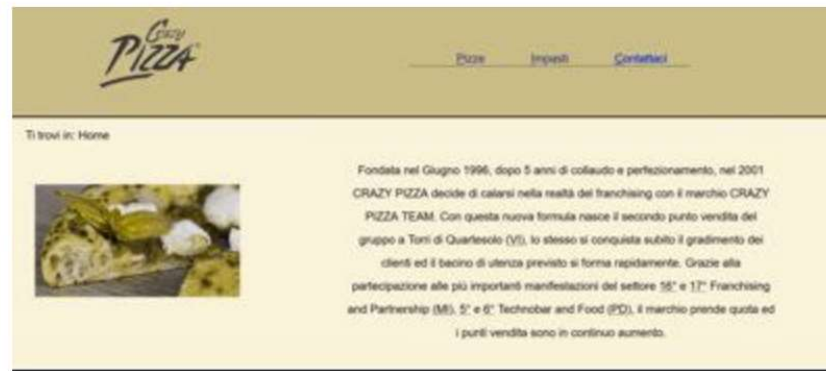 Crazy
PIZZA
Pizze Impasti Contattaci
Ti trovi in: Home
Fondata nel Giugno 1996, dopo 5 anni di collaudo e perfezionamento, nel 2001
CRAZY PIZZA decide di calarsi nella realtà del franchising con il marchio CRAZY
PIZZA TEAM. Con questa nuova formula nasce il secondo punto vendita del
gruppo a Torri di Quartesolo (VI), lo stesso si conquista subito il gradimento dei
clienti ed il bacino di utenza previsto si forma rapidamente. Grazie alla
partecipazione alle più importanti manifestazioni del settore 16° e 17° Franchising
and Partnership (MI), 5° e 6° Technobar and Food (PD), il marchio prende quota ed
i punti vendita sono in continuo aumento.